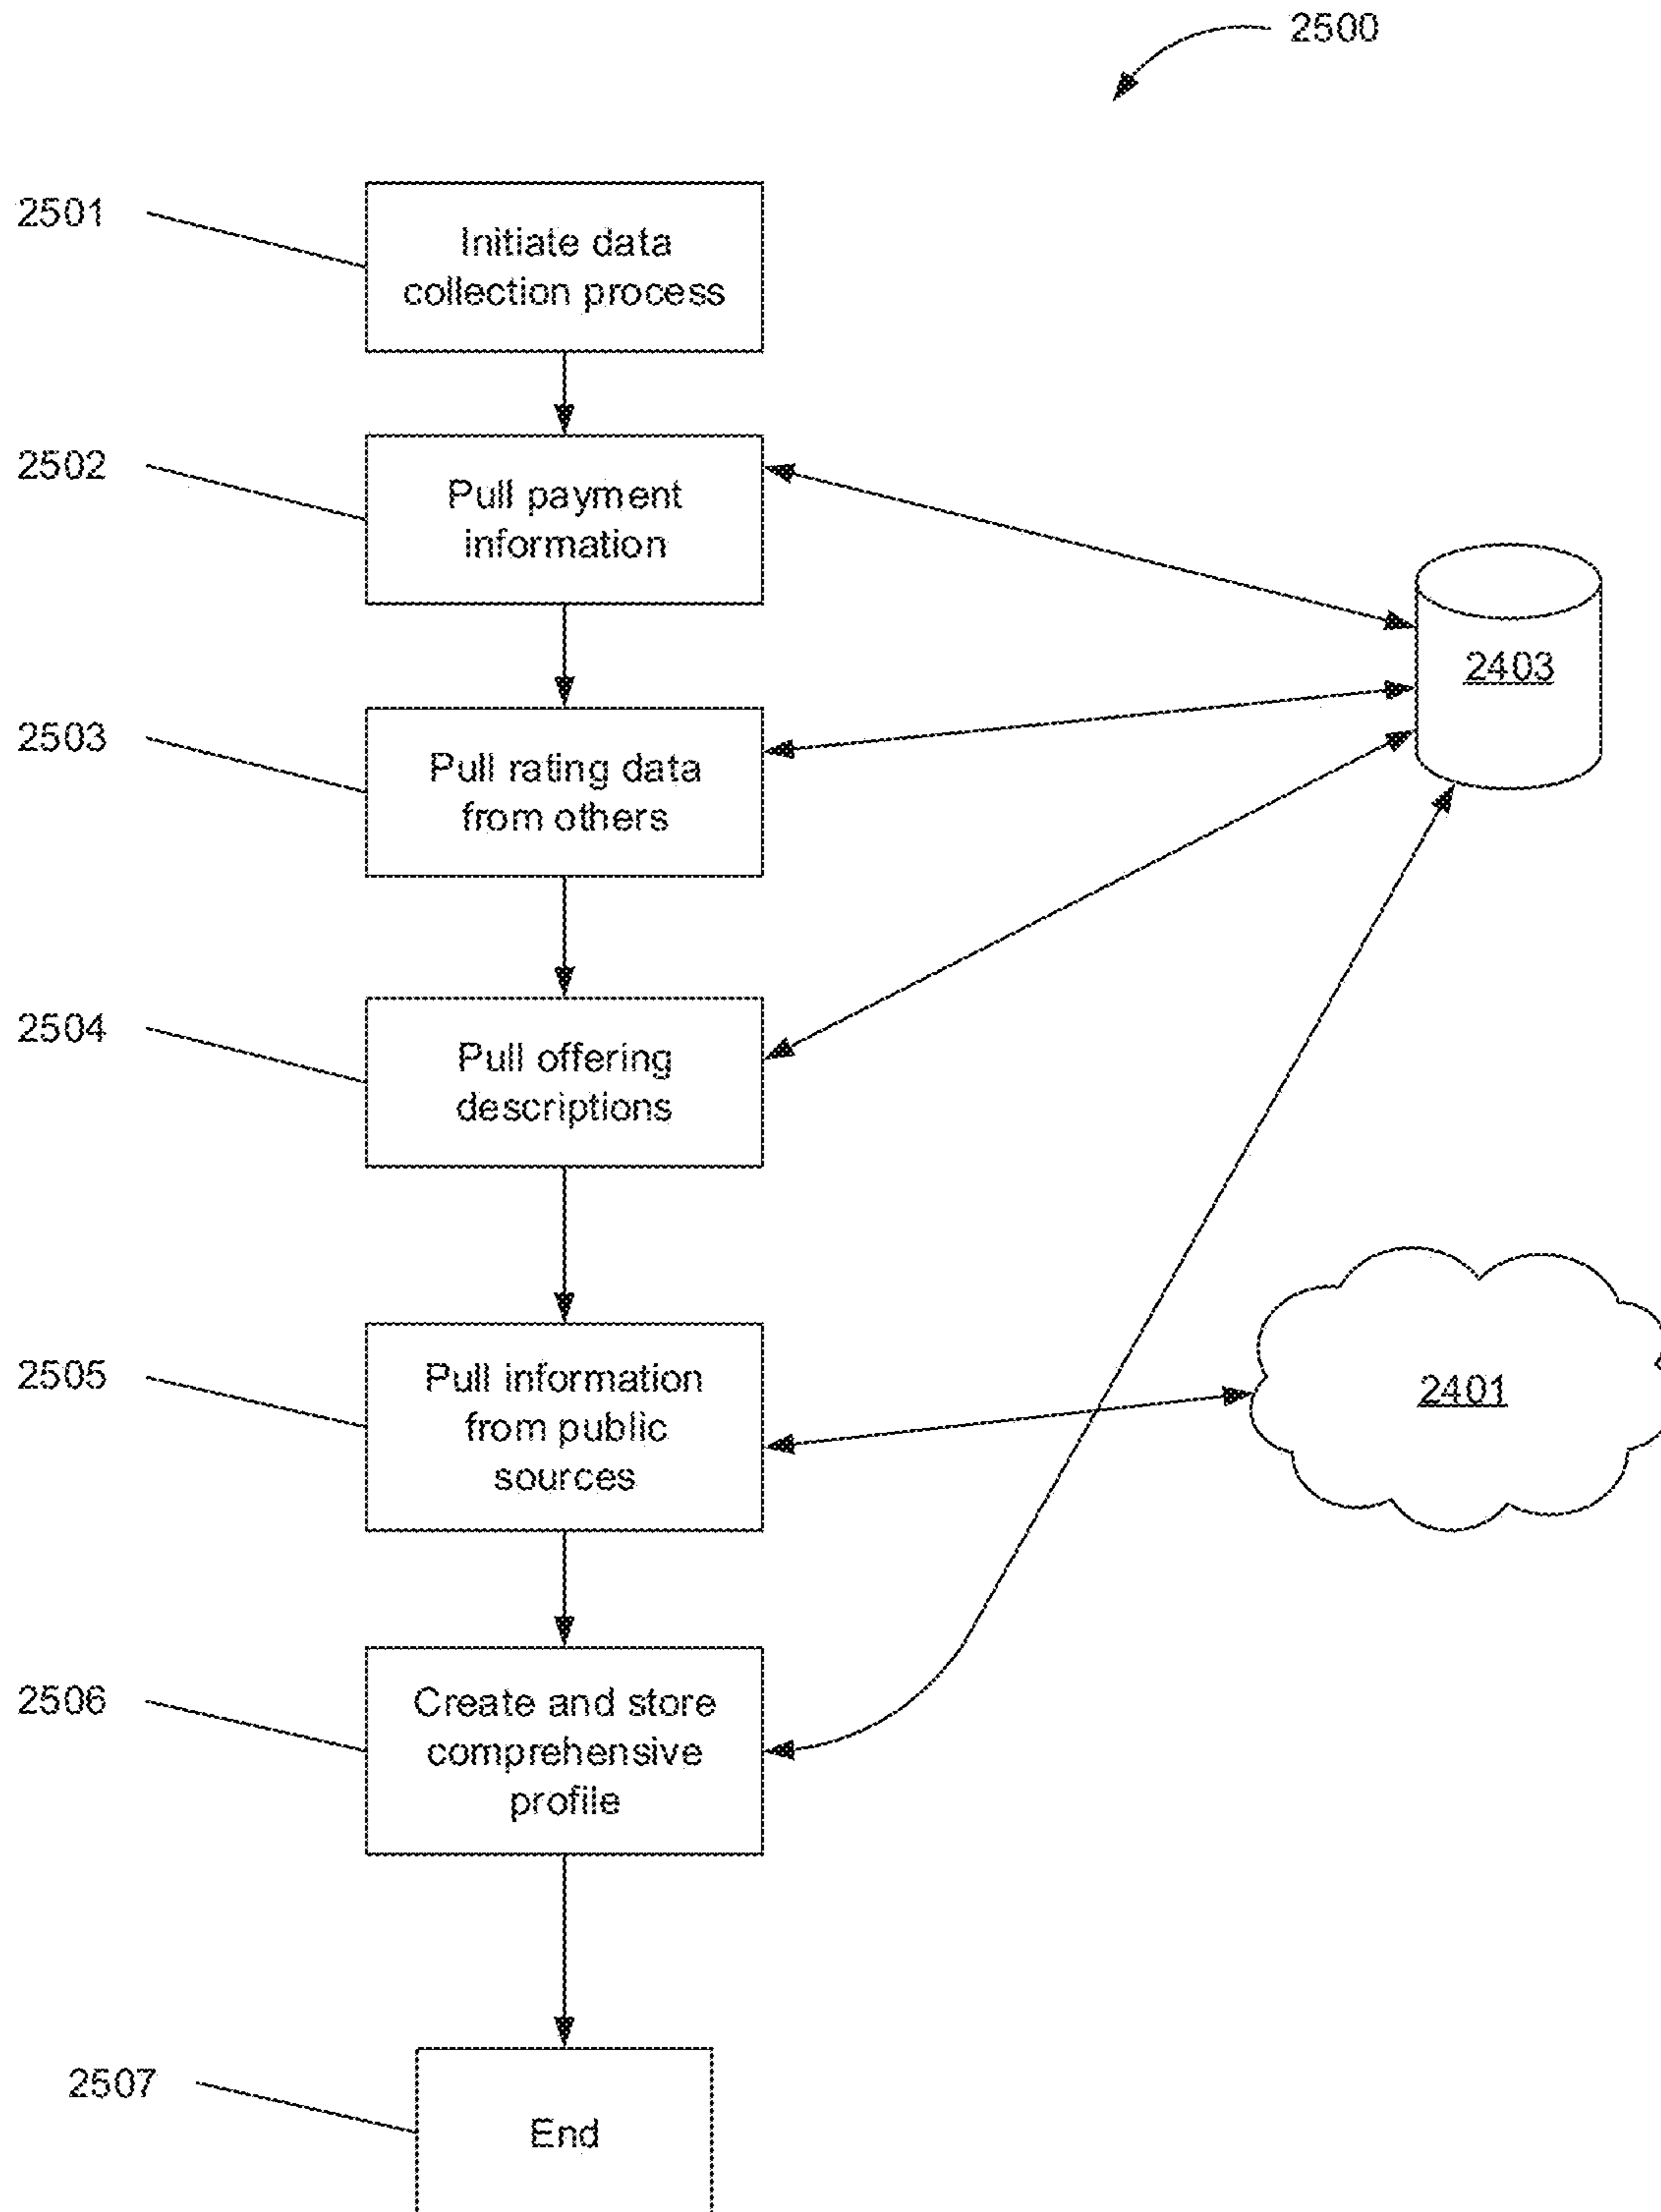 2500
2501
Initiate data
collection process
2502
Pull payment
information
2403
2503
Pull rating data
from others
2504
Pull offering
descriptions
2505
Pull information
from public
sources
2401
2506
Create and store
comprehensive
profile
2507
End